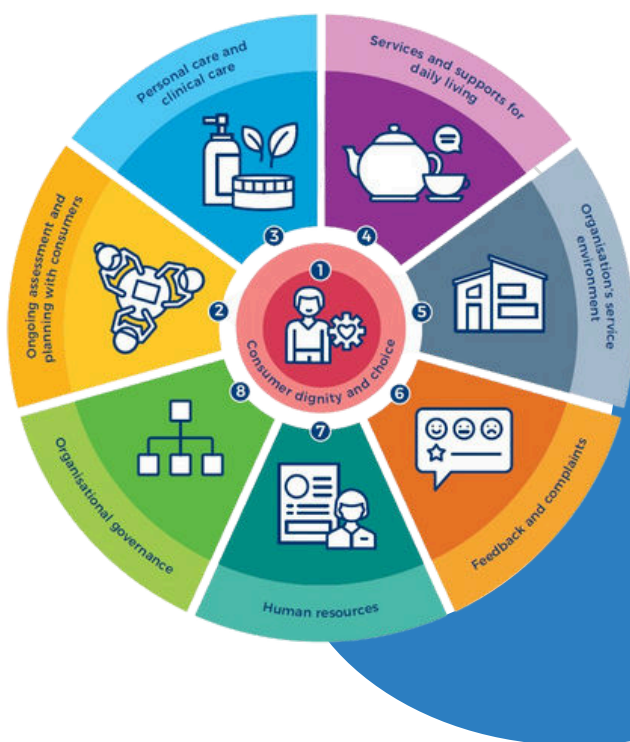 1
Consumer dignity and choice
2
Ongoing assessment and
planning with consumers
3
Personal care and
clinical care
4
Services and supports for
daily living
5
Organisation's service
environment
6
Feedback and complaints
7
Human resources
8
Organisational governance